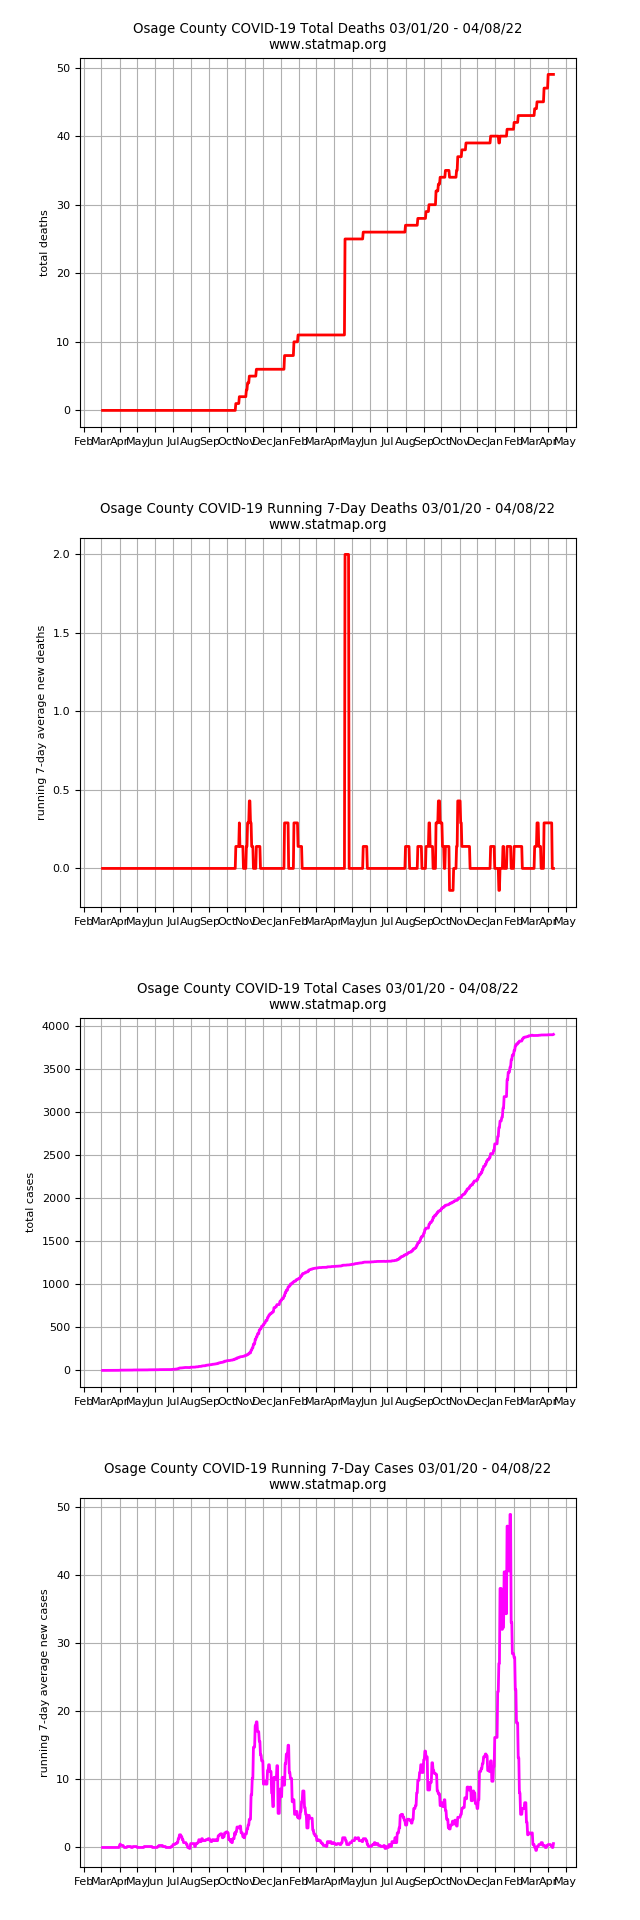 Osage County COVID-19 Total Deaths 03/01/20 - 04/08/22
www.statmap.org
50
40
30
20
10
0
total deaths
Feb Mar Apr May Jun Jul Aug Sep Oct Nov Dec Jan Feb Mar Apr May Jun Jul Aug Sep Oct Nov Dec Jan Feb Mar Apr May
Osage County COVID-19 Running 7-Day Deaths 03/01/20 - 04/08/22
www.statmap.org
2.0
1.5
1.0
0.5
0.0
running 7-day average new deaths
Feb Mar Apr May Jun Jul Aug Sep Oct Nov Dec Jan Feb Mar Apr May Jun Jul Aug Sep Oct Nov Dec Jan Feb Mar Apr May
Osage County COVID-19 Total Cases 03/01/20 - 04/08/22
www.statmap.org
4000
3500
3000
2500
2000
1500
1000
500
0
total cases
Feb Mar Apr May Jun Jul Aug Sep Oct Nov Dec Jan Feb Mar Apr May Jun Jul Aug Sep Oct Nov Dec Jan Feb Mar Apr May
Osage County COVID-19 Running 7-Day Cases 03/01/20 - 04/08/22
www.statmap.org
50
40
30
20
10
0
running 7-day average new cases
Feb Mar Apr May Jun Jul Aug Sep Oct Nov Dec Jan Feb Mar Apr May Jun Jul Aug Sep Oct Nov Dec Jan Feb Mar Apr May